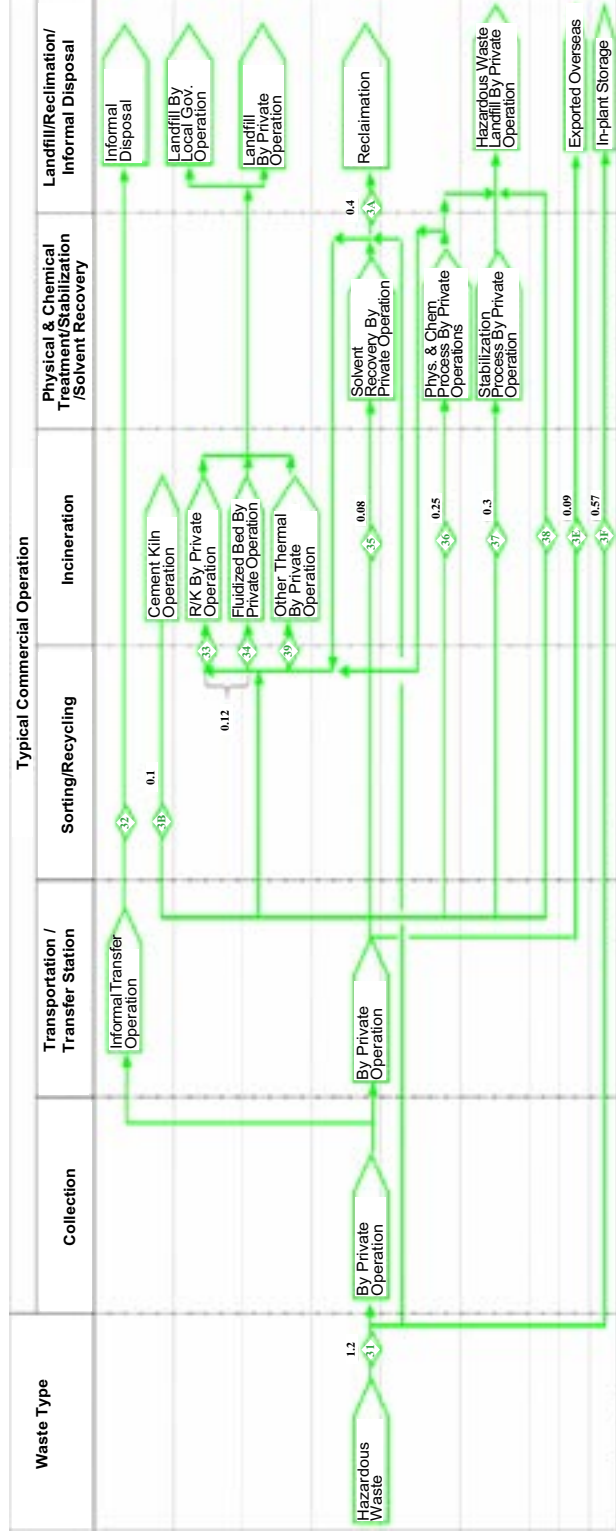 Typical Commercial Operation
Waste Type
Collection
Transportation /
Transfer Station
Sorting/Recycling
Incineration
Physical & Chemical
Treatment/Stabilization
/Solvent Recovery
Landfill/Reclimation/
Informal Disposal
Informal Transfer
Operation
32
Informal
Disposal
3B
0.1
Cement Kiln
Operation
33
R/K By Private
Operation
Landfill By
Local Gov.
Operation
0.12
34
Fluidized Bed By
Private Operation
Landfill
By Private
Operation
39
Other Thermal
By Private
Operation
Hazardous
Waste
1.2
31
By Private
Operation
By Private
Operation
35
0.08
Solvent
Recovery By
Private Operation
3A
0.4
Reclaimation
36
0.25
Phys. & Chem
Process By Private
Operations
37
0.3
Stabilization
Process By Private
Operation
Hazardous Waste
Landfill By Private
Operation
38
3E
0.09
Exported Overseas
3F
0.57
In-plant Storage